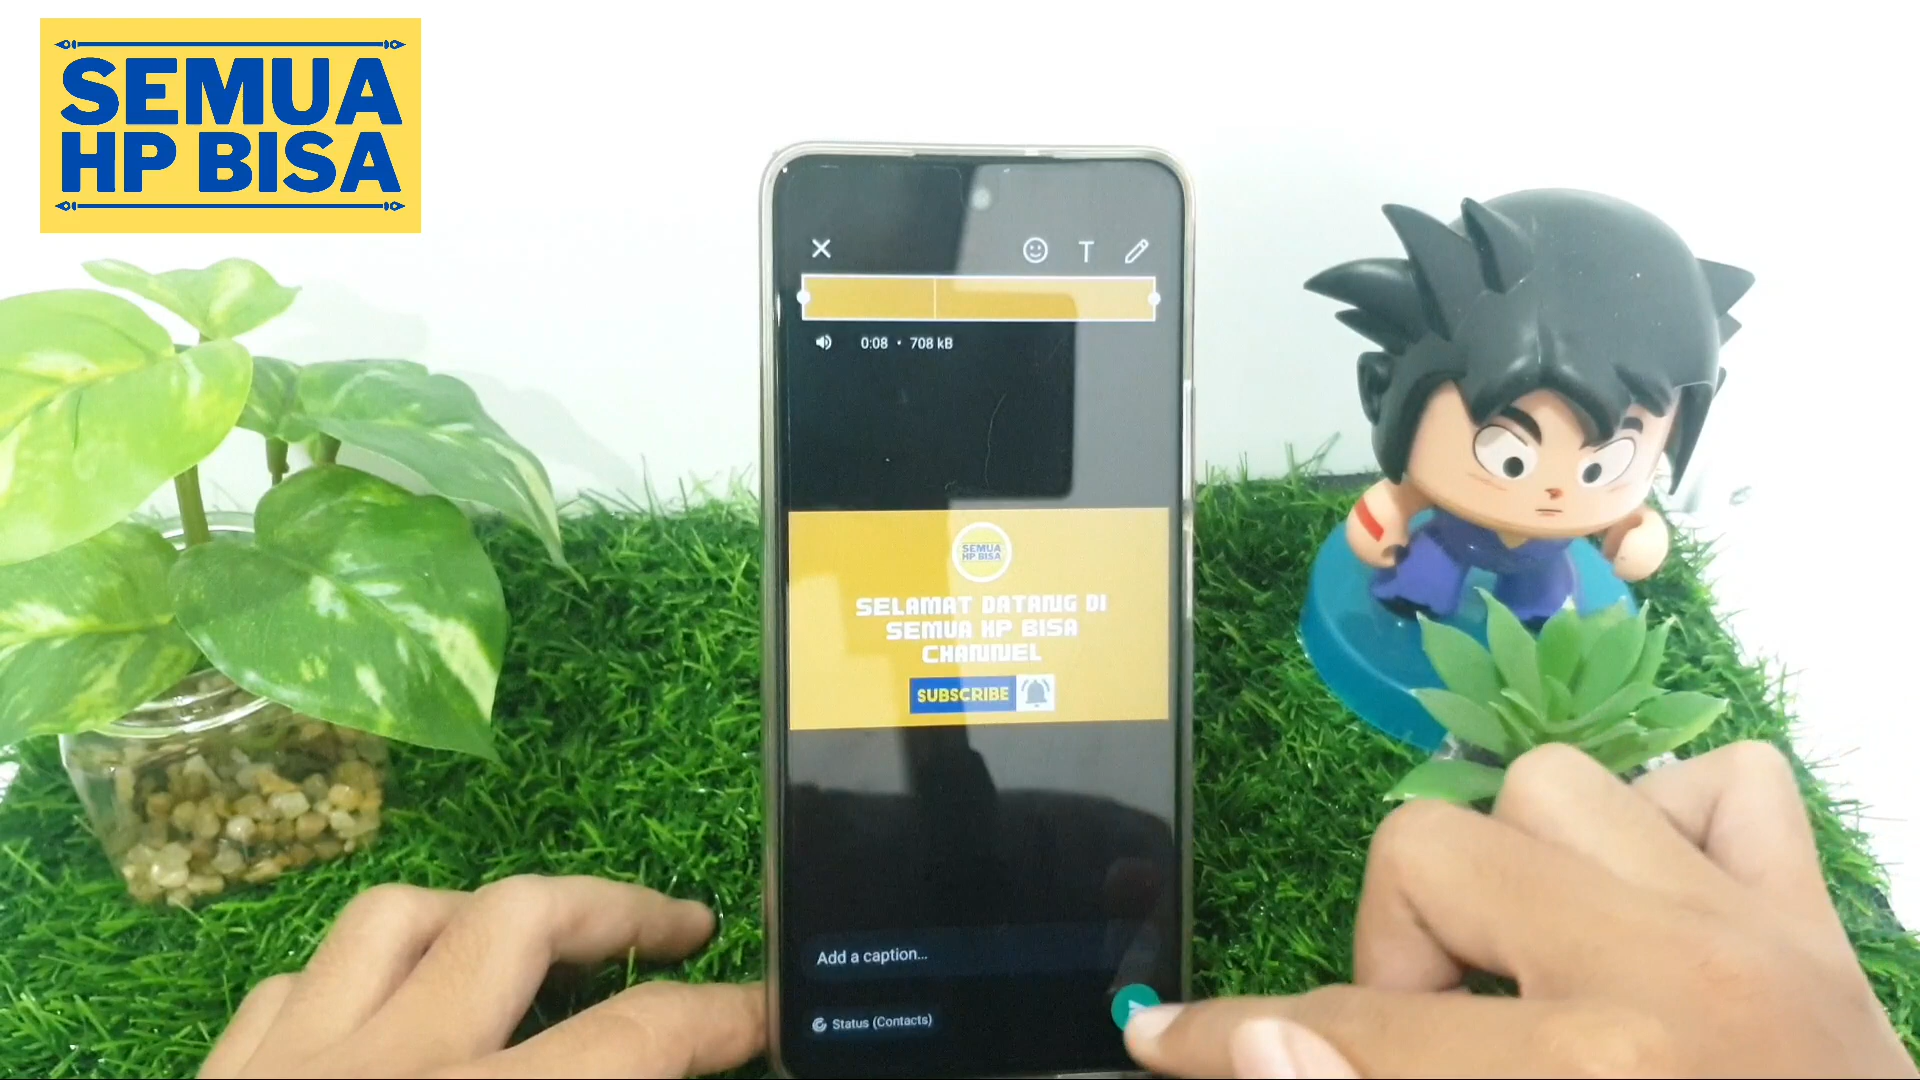 SEMUA
HP BISA
0:08 • 708 kB
SEMUA
HP BISA
SELAMAT DATANG DI
SEMUA HP BISA
CHANNEL
SUBSCRIBE
Add a caption...
Status (Contacts)